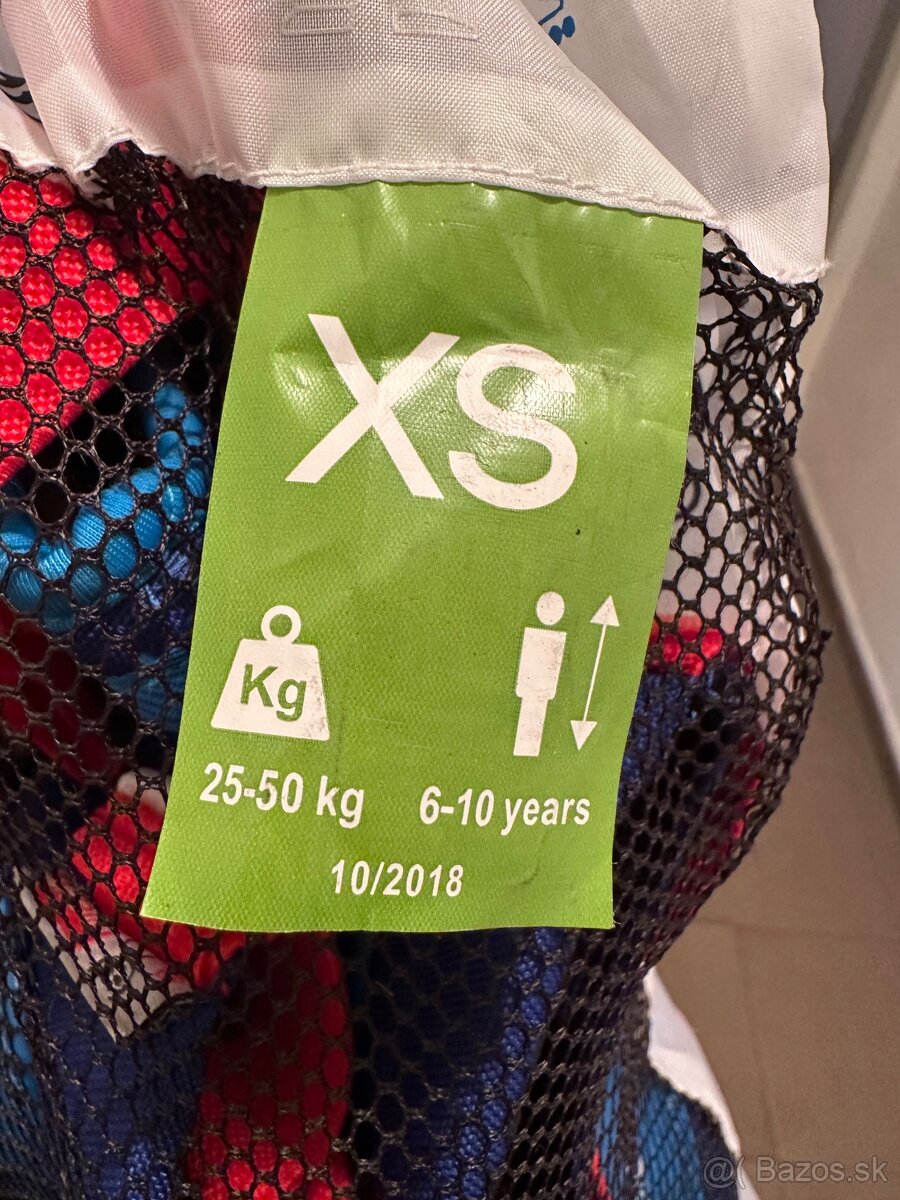 XS
Kg
25-50 kg 6-10 years
10/2018
@( Bazos.sk